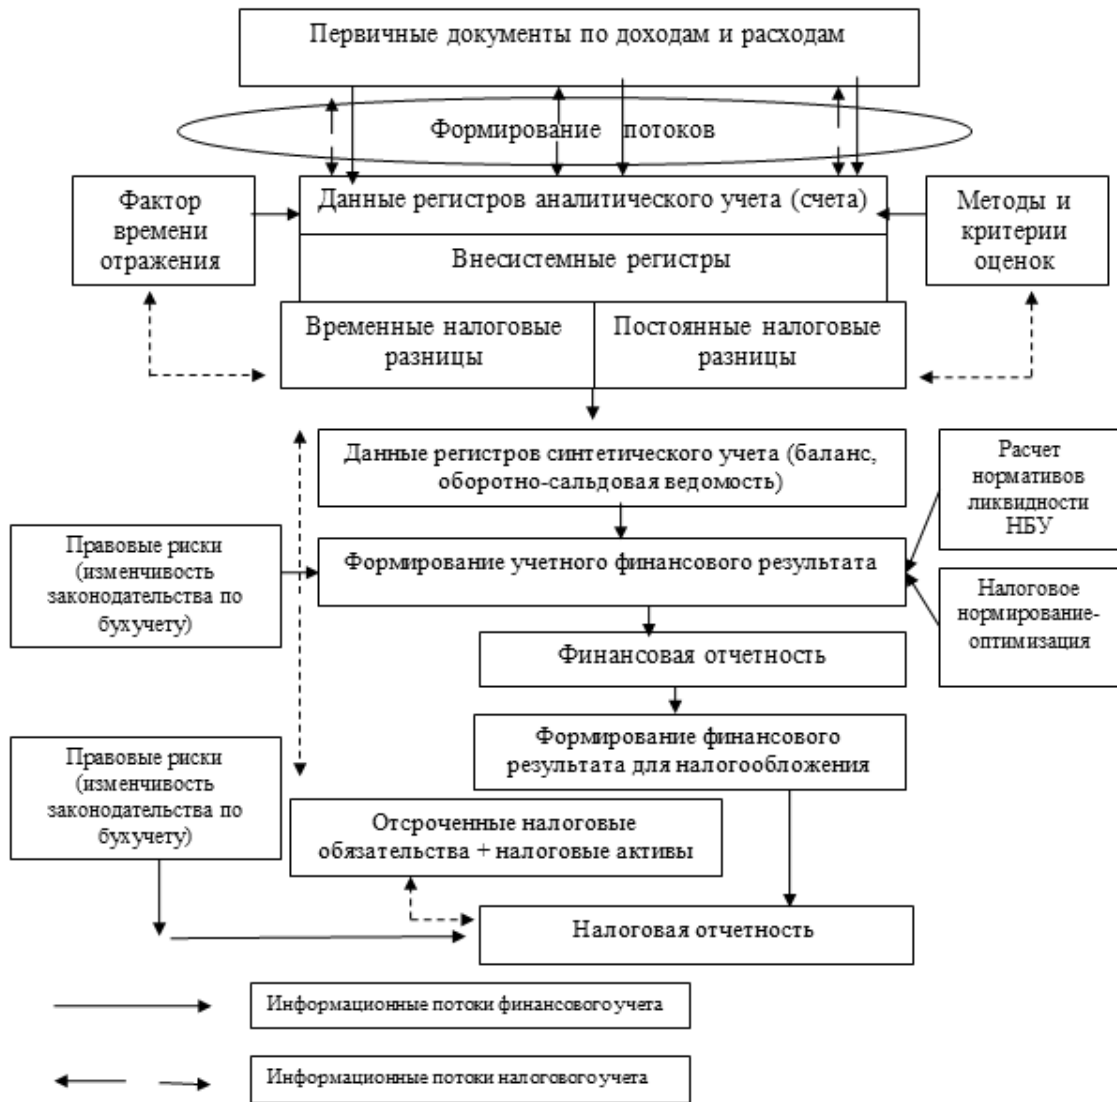 Первичные документы по доходам и расходам
Формирование потоков
Фактор
времени
отражения
Данные регистров аналитического учета (счета)
Внесистемные регистры
Методы и
критерии
оценок
Временные налоговые
разницы
Постоянные налоговые
разницы
Данные регистров синтетического учета (баланс,
оборотно-сальдовая ведомость)
Расчет
нормативов
ликвидности
НБУ
Правовые риски
(изменчивость
законодательства по
бухучету)
Формирование учетного финансового результата
Налоговое
нормирование-
оптимизация
Финансовая отчетность
Формирование финансового
результата для налогообложения
Правовые риски
(изменчивость
законодательства по
бухучету)
Отсроченные налоговые
обязательства + налоговые активы
Налоговая отчетность
Информационные потоки финансового учета
Информационные потоки налогового учета